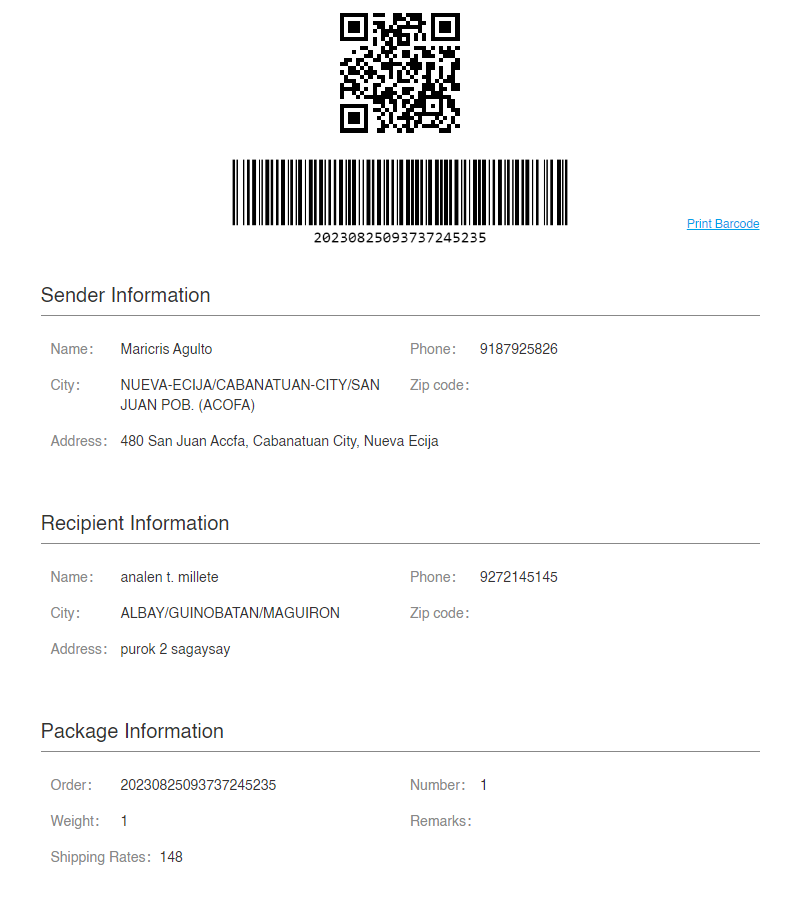 20230825093737245235
Print Barcode
Sender Information
Name: Maricris Agulto Phone: 9187925826
City: NUEVA-ECIJA/CABANATUAN-CITY/SAN Zip code:
JUAN POB. (ACOFA)
Address: 480 San Juan Accfa, Cabanatuan City, Nueva Ecija
Recipient Information
Name: analen t. millete Phone: 9272145145
City: ALBAY/GUINOBATAN/MAGUIRON Zip code:
Address: purok 2 sagaysay
Package Information
Order: 20230825093737245235 Number: 1
Weight: 1 Remarks:
Shipping Rates: 148